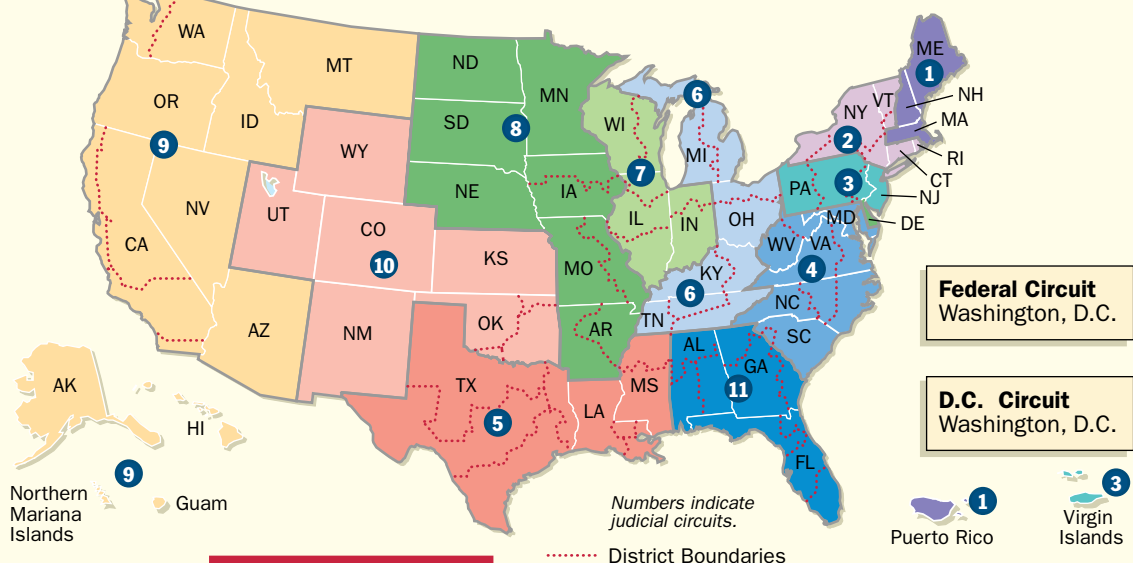 WA
MT
ND
MN
ME
1
OR
ID
SD
8
WI
6
MI
NY
VT
NH
MA
9
WY
NE
IA
7
2
RI
CT
NV
UT
CO
IL
IN
OH
PA
3
NJ
MD
DE
CA
10
KS
MO
KY
WV
VA
4
6
NC
AZ
NM
OK
AR
TN
SC
AL
GA
TX
MS
11
LA
5
FL
AK
HI
9
Northern
Mariana
Islands
Guam
Numbers indicate
judicial circuits.
District Boundaries
Federal Circuit
Washington, D.C.
D.C. Circuit
Washington, D.C.
1
Puerto Rico
3
Virgin
Islands